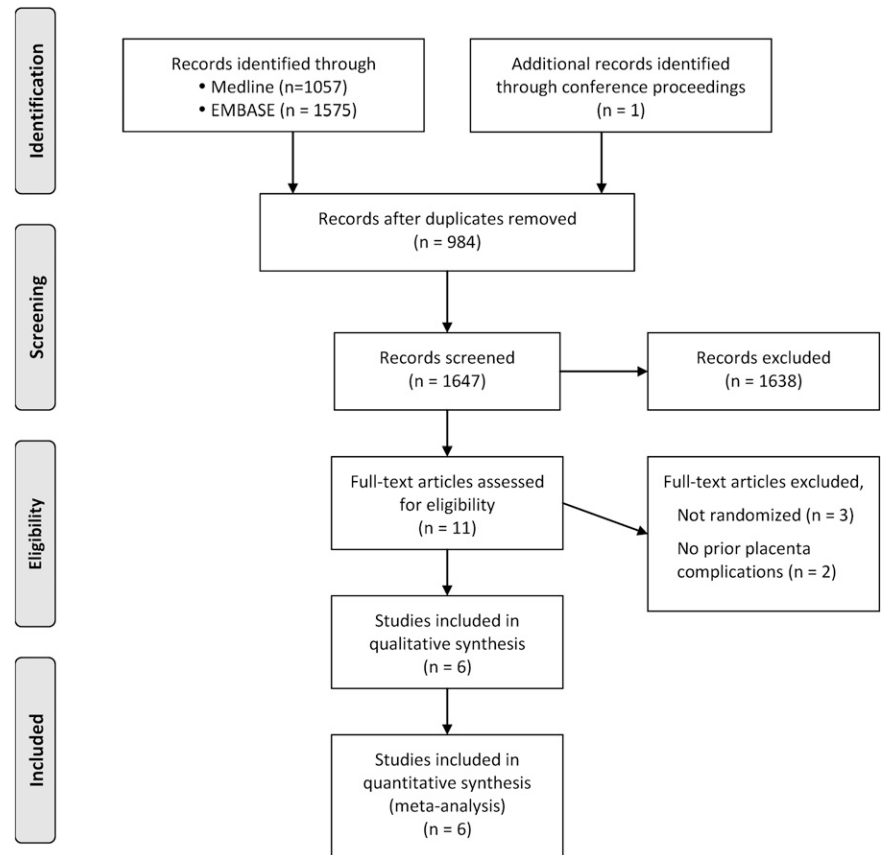 Identification
Records identified through
• Medline (n=1057)
• EMBASE (n = 1575)
Additional records identified
through conference proceedings
(n = 1)
Records after duplicates removed
(n = 984)
Screening
Records screened
(n = 1647)
Records excluded
(n = 1638)
Eligibility
Full-text articles assessed
for eligibility
(n = 11)
Full-text articles excluded,
Not randomized (n = 3)
No prior placenta
complications (n = 2)
Studies included in
qualitative synthesis
(n = 6)
Included
Studies included in
quantitative synthesis
(meta-analysis)
(n = 6)